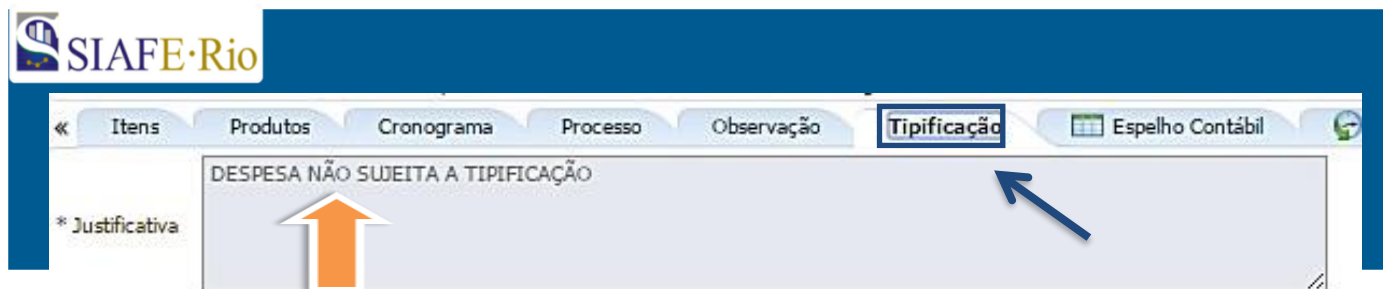 SIAFE·Rio
« Itens Produtos Cronograma Processo Observação Tipificação Espelho Contábil
DESPESA NÃO SUJEITA A TIPIFICAÇÃO
* Justificativa